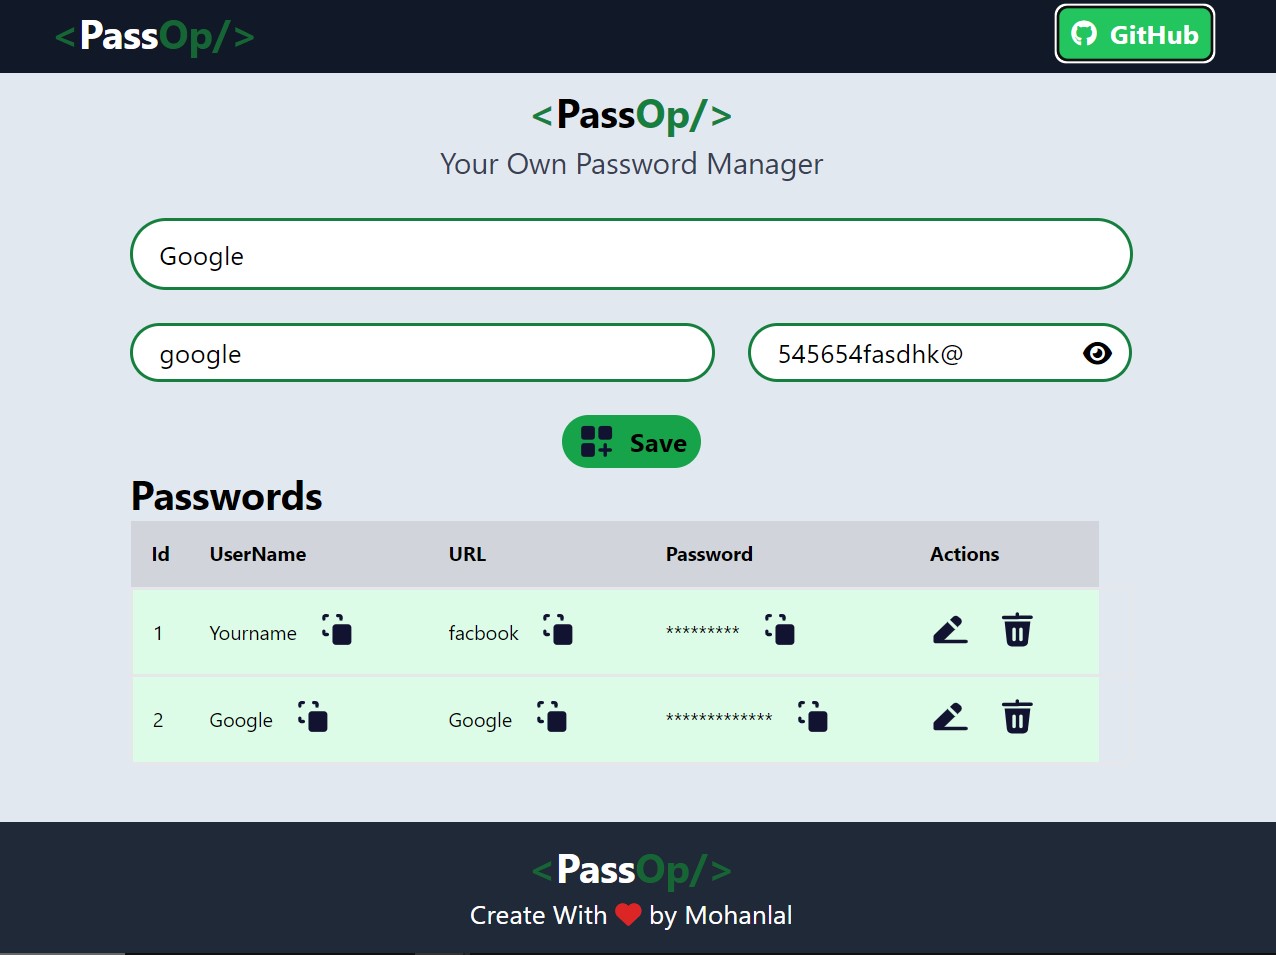 <PassOp/> GitHub
<PassOp/>
Your Own Password Manager
Google
google 545654fasdhk@
Save
Passwords
Id UserName URL Password Actions
1 Yourname facbook *********
2 Google Google *************
<PassOp/>
Create With by Mohanlal